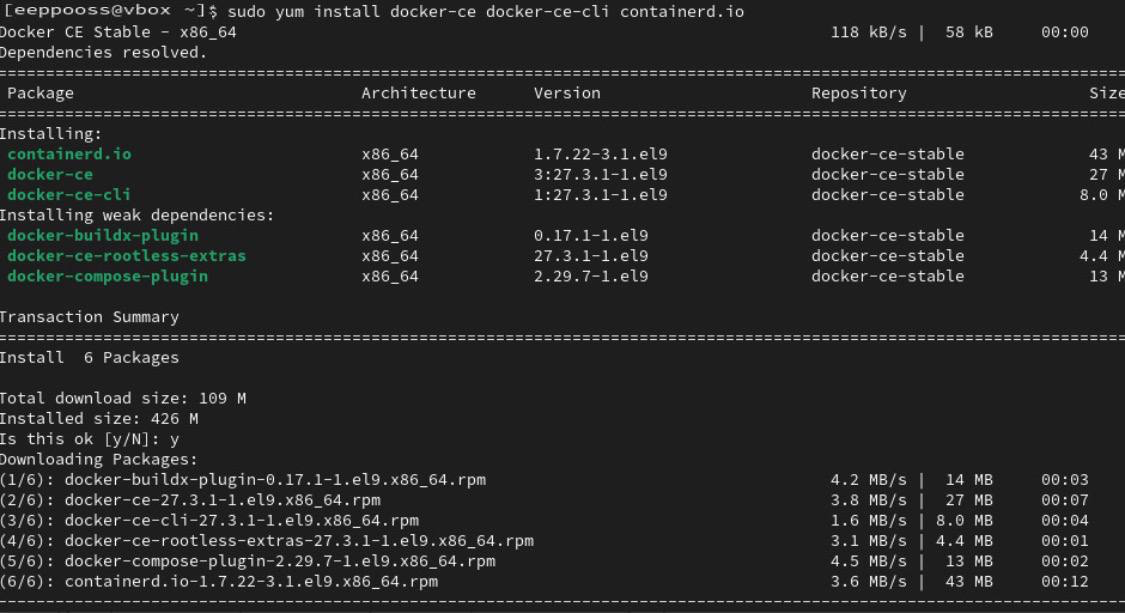 [eeppooss@vbox ~]$ sudo yum install docker-ce docker-ce-cli containerd.io
Docker CE Stable - x86_64 118 kB/s | 58 kB 00:00
Dependencies resolved.
================================================================================
Package Architecture Version Repository Size
================================================================================
Installing:
containerd.io x86_64 1.7.22-3.1.el9 docker-ce-stable 43 M
docker-ce x86_64 3:27.3.1-1.el9 docker-ce-stable 27 M
docker-ce-cli x86_64 1:27.3.1-1.el9 docker-ce-stable 8.0 M
Installing weak dependencies:
docker-buildx-plugin x86_64 0.17.1-1.el9 docker-ce-stable 14 M
docker-ce-rootless-extras x86_64 27.3.1-1.el9 docker-ce-stable 4.4 M
docker-compose-plugin x86_64 2.29.7-1.el9 docker-ce-stable 13 M
Transaction Summary
================================================================================
Install 6 Packages
Total download size: 109 M
Installed size: 426 M
Is this ok [y/N]: y
Downloading Packages:
(1/6): docker-buildx-plugin-0.17.1-1.el9.x86_64.rpm 4.2 MB/s | 14 MB 00:03
(2/6): docker-ce-27.3.1-1.el9.x86_64.rpm 3.8 MB/s | 27 MB 00:07
(3/6): docker-ce-cli-27.3.1-1.el9.x86_64.rpm 1.6 MB/s | 8.0 MB 00:04
(4/6): docker-ce-rootless-extras-27.3.1-1.el9.x86_64.rpm 3.1 MB/s | 4.4 MB 00:01
(5/6): docker-compose-plugin-2.29.7-1.el9.x86_64.rpm 4.5 MB/s | 13 MB 00:02
(6/6): containerd.io-1.7.22-3.1.el9.x86_64.rpm 3.6 MB/s | 43 MB 00:12
--------------------------------------------------------------------------------